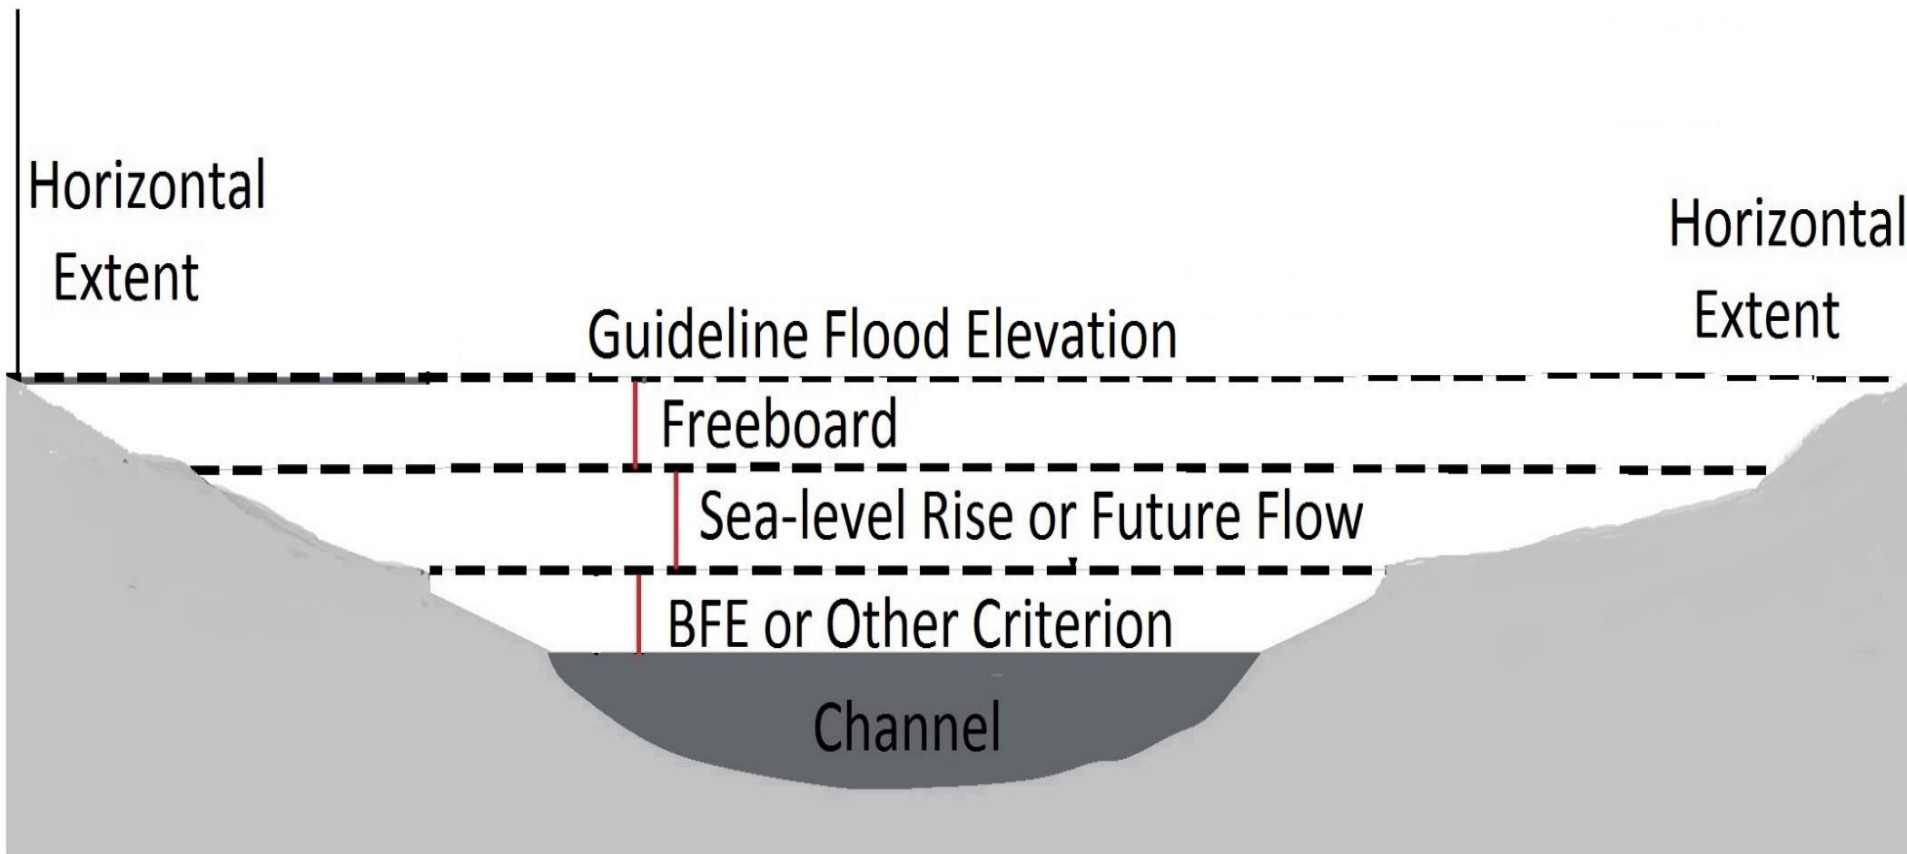 Horizontal
Extent
Horizontal
Extent
Guideline Flood Elevation
Freeboard
Sea-level Rise or Future Flow
BFE or Other Criterion
Channel